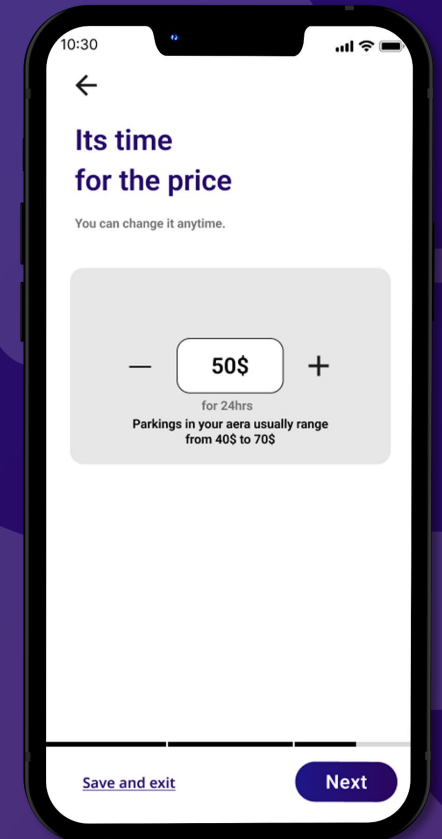 10:30
Its time
for the price
You can change it anytime.
50$
for 24hrs
Parkings in your aera usually range
from 40$ to 70$
Save and exit
Next